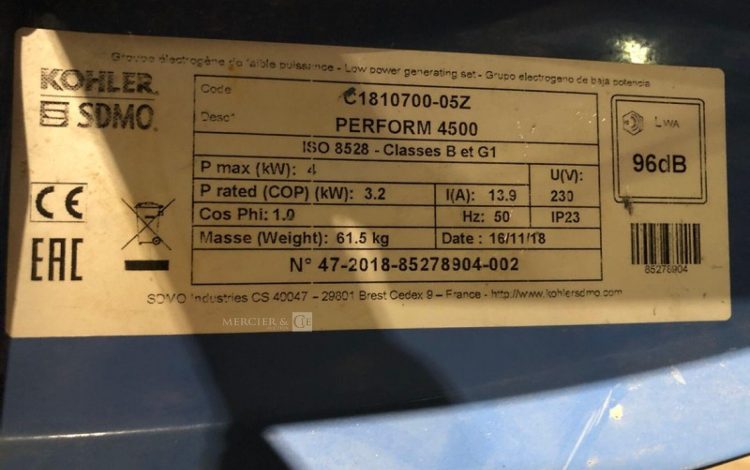 Groupe électrogène de faible puissance - Low power generating set - Grupo electrogeno de baja potencia
KOHLER.
SDMO.
Code C1810700-05Z
Desc. PERFORM 4500
ISO 8528 - Classes B et G1
P max (kW): 4 U(V):
P rated (COP) (kW): 3.2 I(A): 13.9 230
Cos Phi: 1.0 Hz: 50 IP23
Masse (Weight): 61.5 kg Date : 16/11/18
N° 47-2018-85278904-002
SDMO Industries CS 40047 - 29801 Brest Cedex 9 - France - http://www.kohlersdmo.com
LWA
96dB
85278904
CE
EAC
MERCIER & CIE